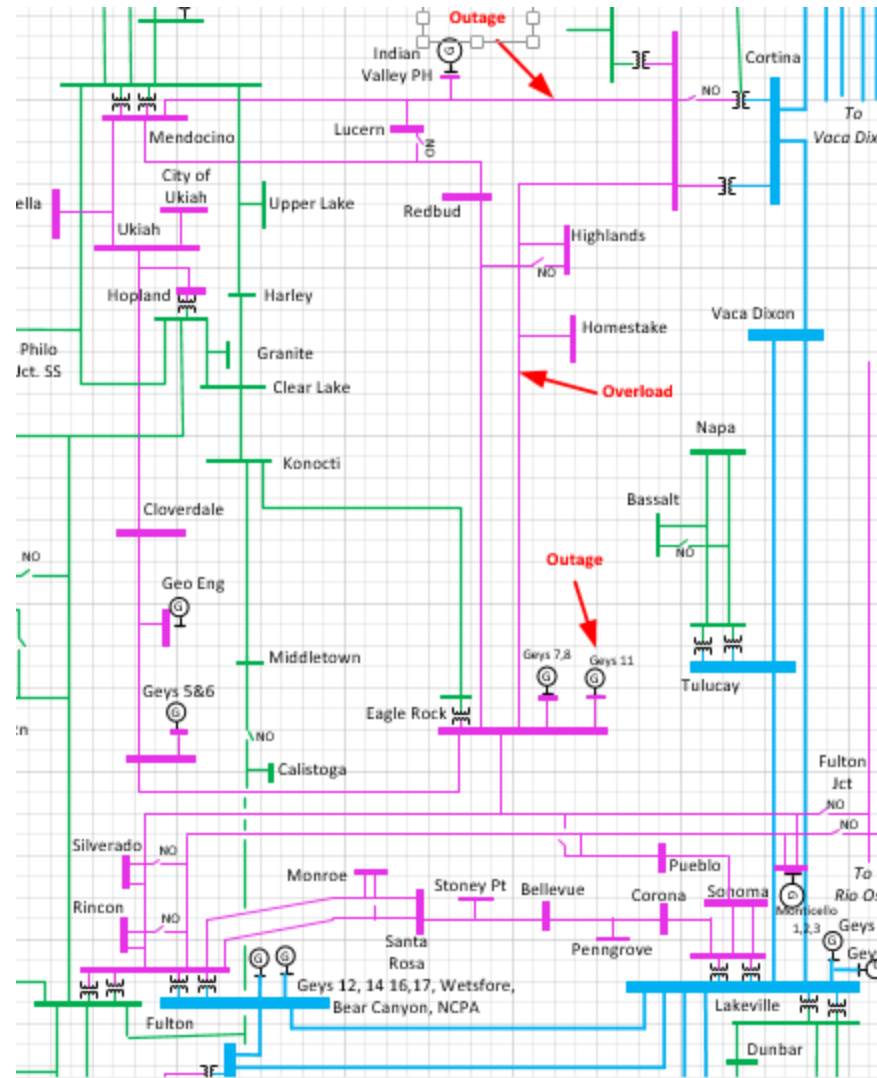 Outage
Indian
Valley PH
G
Cortina
NO
To
Vaca Dix
Mendocino
Lucern
NO
City of
Ukiah
ella
Upper Lake
Redbud
Ukiah
Highlands
NO
Hopland
Harley
Homestake
Vaca Dixon
Philo
Jct. SS
Granite
Clear Lake
Overload
Napa
Konocti
Bassalt
NO
Cloverdale
NO
Outage
Geo Eng
G
Middletown
Geys 7,8
Geys 11
G
G
Tulucay
Geys 5&6
G
Eagle Rock
NO
Calistoga
Fulton
Jct
NO
NO
Silverado
NO
Monroe
Pueblo
To
Rio Os
Stoney Pt
Bellevue
Corona
Sonoma
G
Monticello
1,2,3
Rincon
NO
Penngrove
Geys
G
Gey
Santa
Rosa
G
G
Geys 12, 14 16,17, Wetsfore,
Bear Canyon, NCPA
Lakeville
Fulton
Dunbar